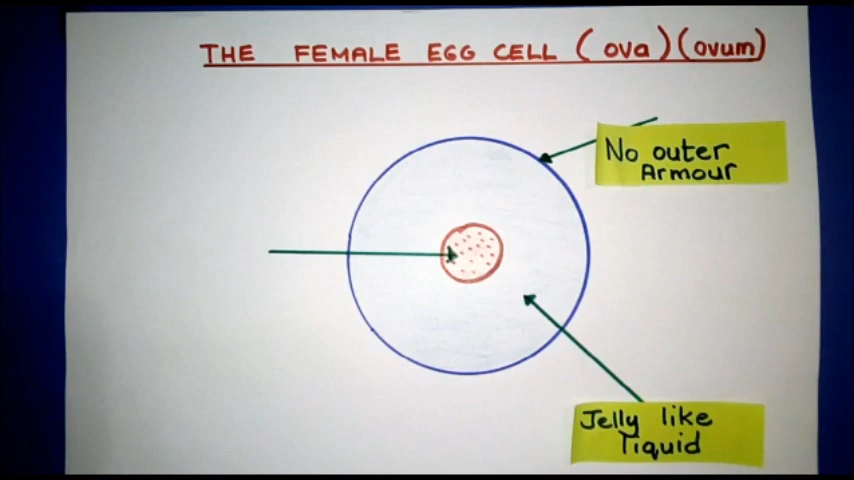 THE FEMALE EGG CELL (ova)(ovum)
No outer
Armour
Jelly like
liquid